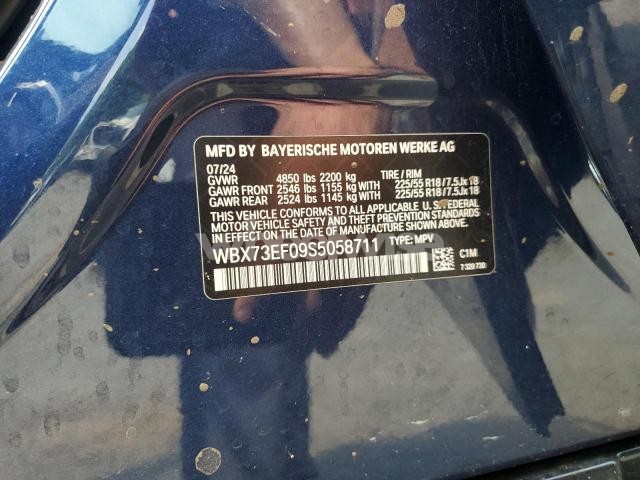 MFD BY BAYERISCHE MOTOREN WERKE AG
07/24
GVWR 4850 lbs 2200 kg TIRE / RIM
GAWR FRONT 2546 lbs 1155 kg WITH 225/55 R18 /7.5Jx18
GAWR REAR 2524 lbs 1145 kg WITH 225/55 R18 /7.5Jx18
THIS VEHICLE CONFORMS TO ALL APPLICABLE U.S. FEDERAL
MOTOR VEHICLE SAFETY, BUMPER, AND THEFT PREVENTION
STANDARDS IN EFFECT ON THE DATE OF MANUFACTURE SHOWN ABOVE.
WBX73EF09S5058711 TYPE: MPV
C1M